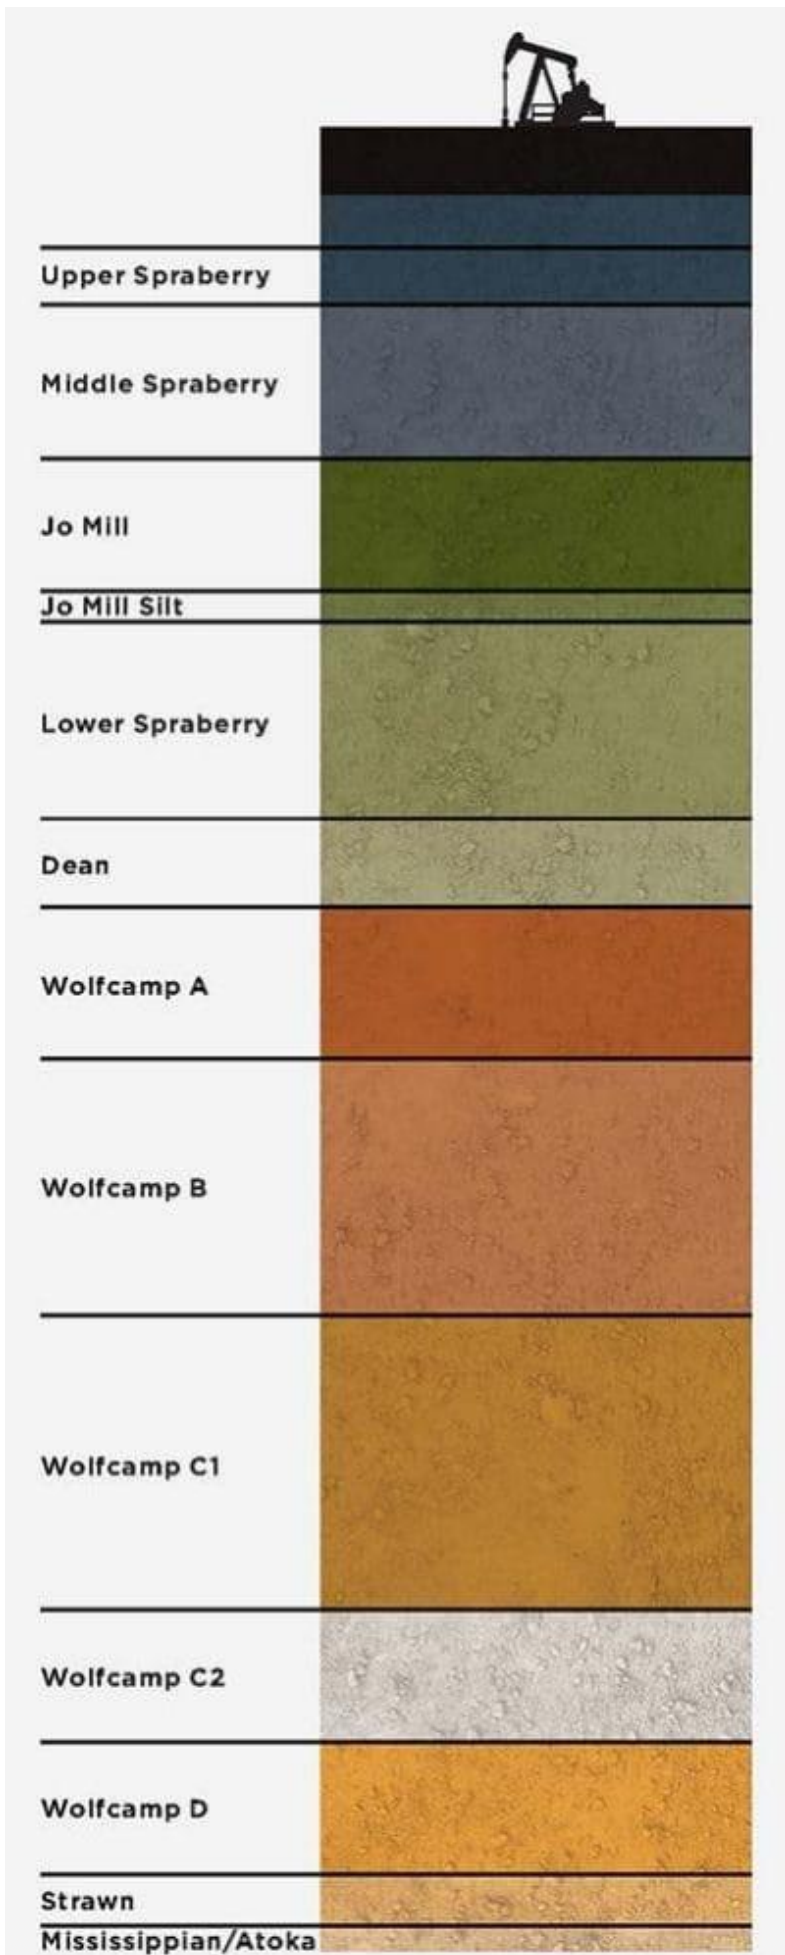 Upper Spraberry
Middle Spraberry
Jo Mill
Jo Mill Silt
Lower Spraberry
Dean
Wolfcamp A
Wolfcamp B
Wolfcamp C1
Wolfcamp C2
Wolfcamp D
Strawn
Mississippian/Atoka